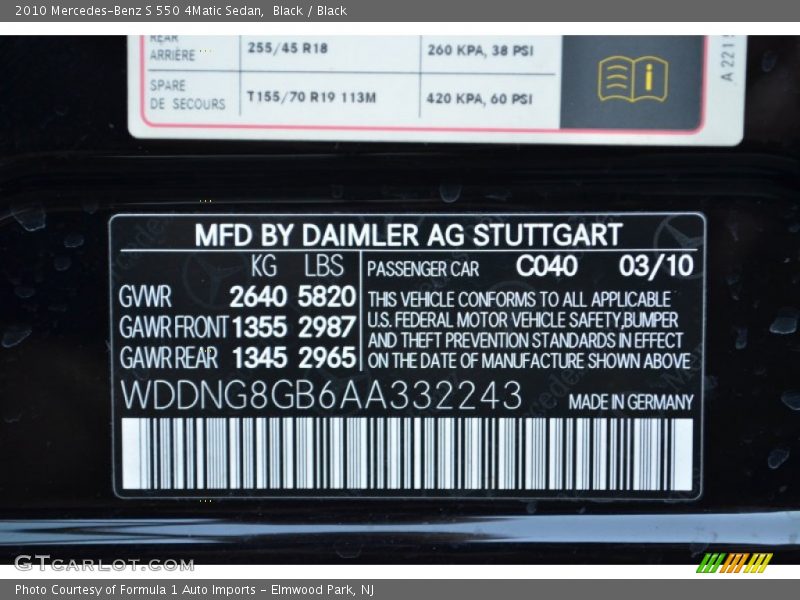 2010 Mercedes-Benz S 550 4Matic Sedan,  Black / Black
REAR
ARRIÈRE 255/45 R18 260 KPA, 38 PSI
SPARE
DE SECOURS T155/70 R19 113M 420 KPA, 60 PSI
A 221
MFD BY DAIMLER AG STUTTGART
KG LBS PASSENGER CAR C040 03/10
GVWR 2640 5820 THIS VEHICLE CONFORMS TO ALL APPLICABLE
U.S. FEDERAL MOTOR VEHICLE SAFETY,BUMPER
GAWR FRONT 1355 2987 AND THEFT PREVENTION STANDARDS IN EFFECT
GAWR REAR 1345 2965 ON THE DATE OF MANUFACTURE SHOWN ABOVE
WDDNG8GB6AA332243 MADE IN GERMANY
GTCARLOT.COM
Photo Courtesy of Formula 1 Auto Imports - Elmwood Park, NJ